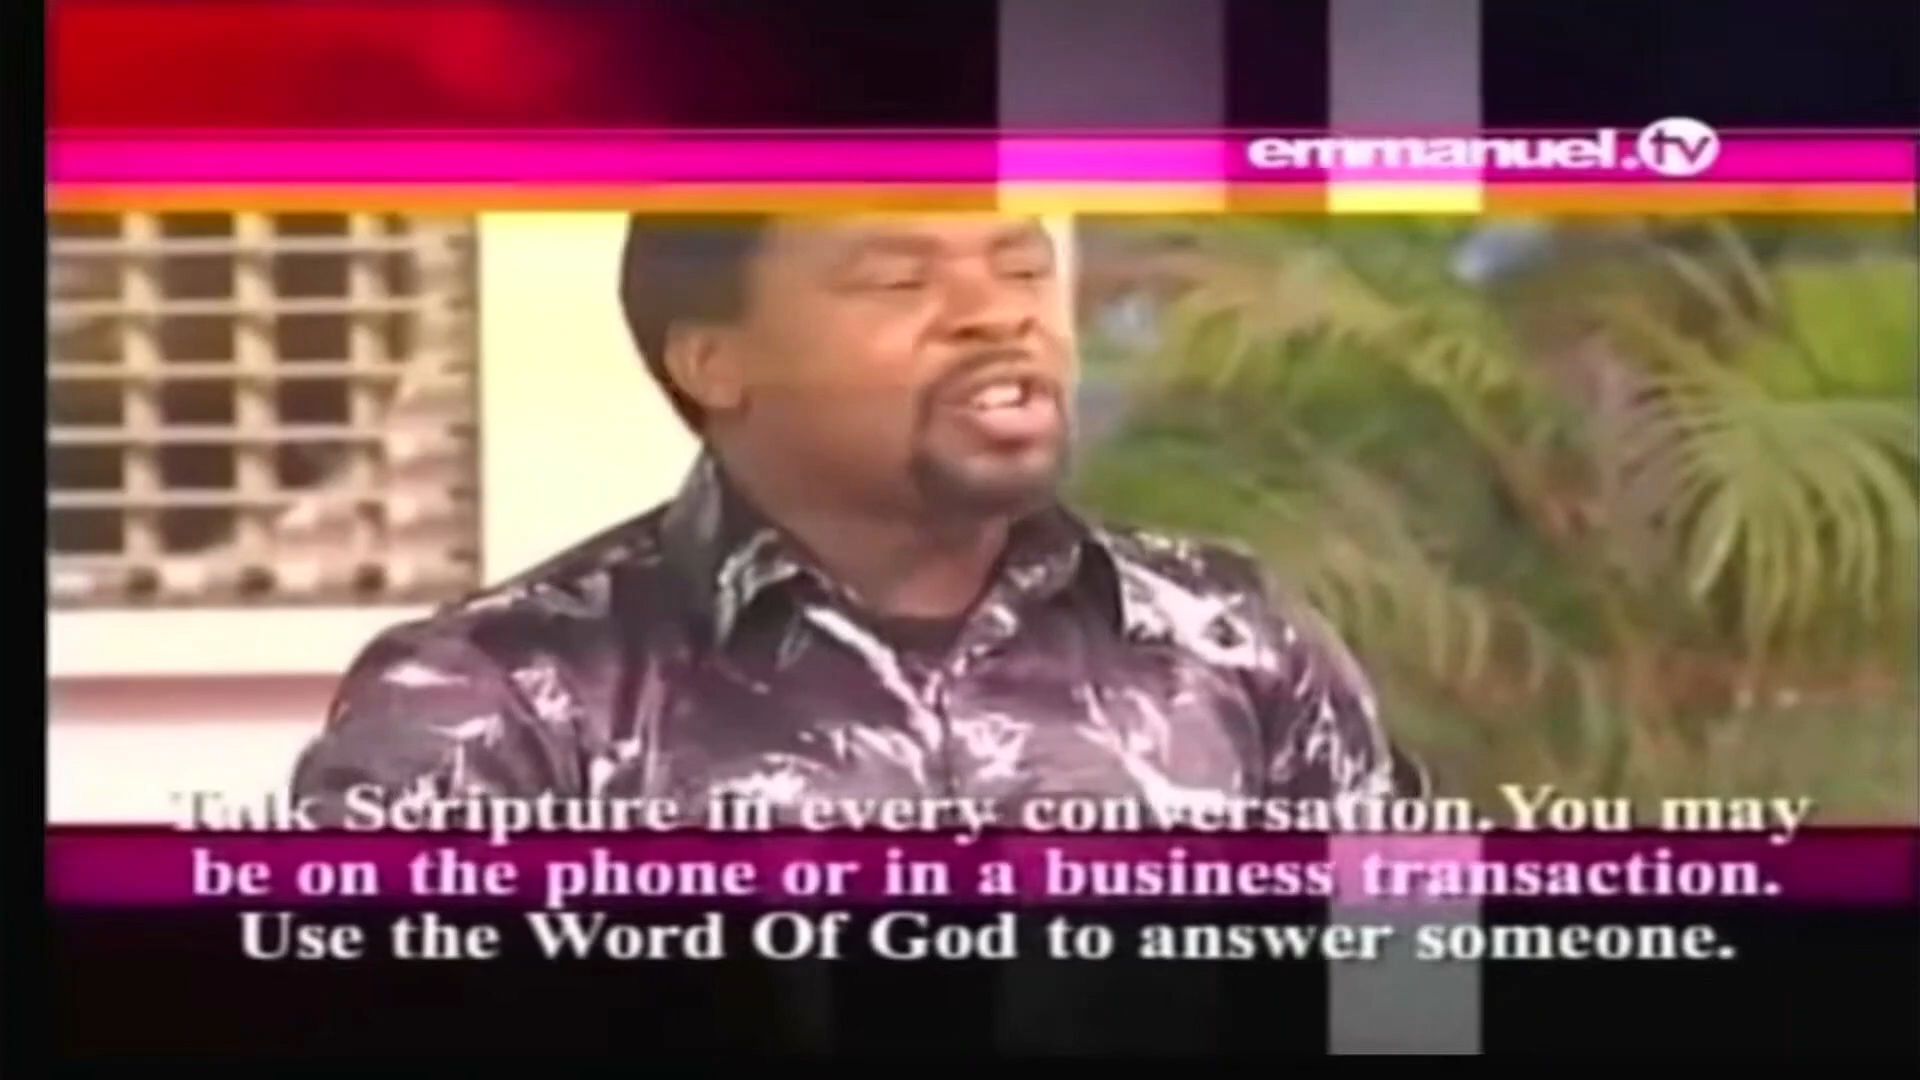 emmanuel.tv
Talk Scripture in every conversation.You may
be on the phone or in a business transaction.
Use the Word Of God to answer someone.